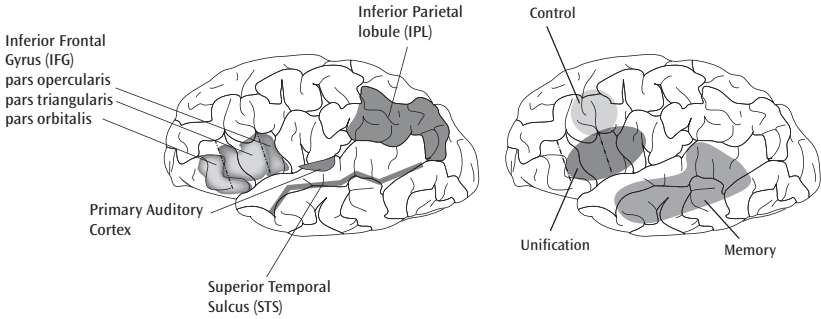 Inferior Frontal
Gyrus (IFG)
pars opercularis
pars triangularis
pars orbitalis
Inferior Parietal
lobule (IPL)
Primary Auditory
Cortex
Superior Temporal
Sulcus (STS)
Control
Unification
Memory